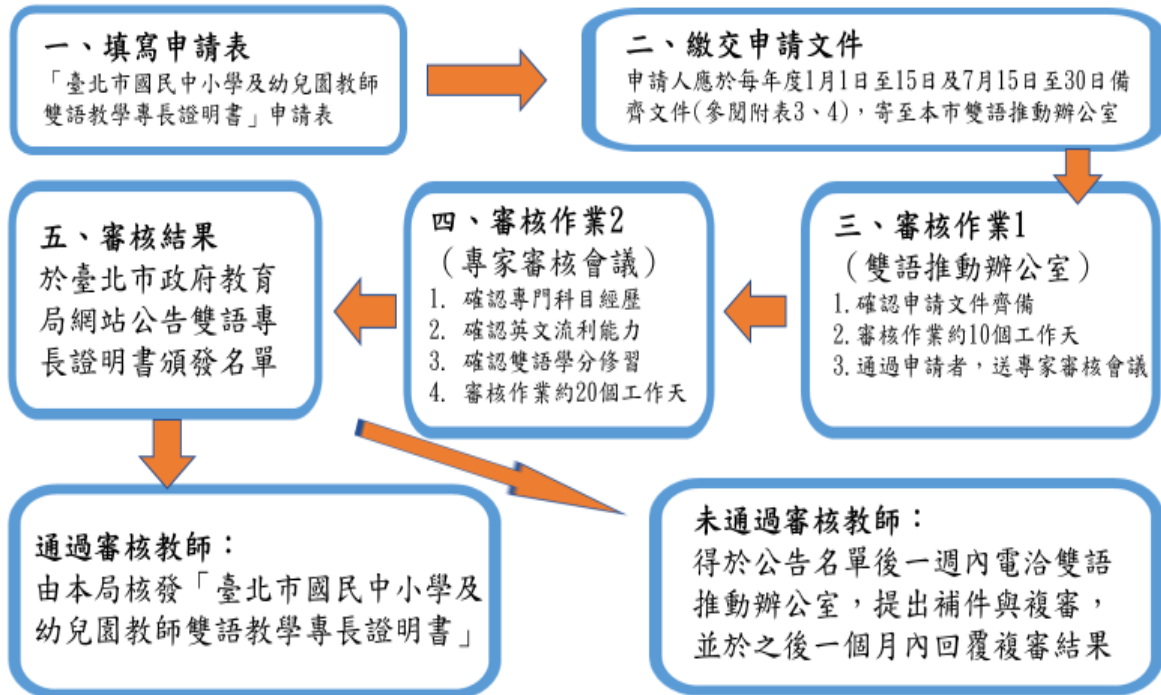 一、填寫申請表
「臺北市國民中小學及幼兒園教師
雙語教學專長證明書」申請表
二、繳交申請文件
申請人應於每年度1月1日至15日及7月15日至30日備
齊文件(參閱附表3、4)，寄至本市雙語推動辦公室
三、審核作業1
（雙語推動辦公室）
1.確認申請文件齊備
2.審核作業約10個工作天
3.通過申請者，送專家審核會議
四、審核作業2
（專家審核會議）
1. 確認專門科目經歷
2. 確認英文流利能力
3. 確認雙語學分修習
4. 審核作業約20個工作天
五、審核結果
於臺北市政府教育
局網站公告雙語專
長證明書頒發名單
通過審核教師：
由本局核發「臺北市國民中小學及
幼兒園教師雙語教學專長證明書」
未通過審核教師：
得於公告名單後一週內電洽雙語
推動辦公室，提出補件與複審，
並於之後一個月內回覆複審結果